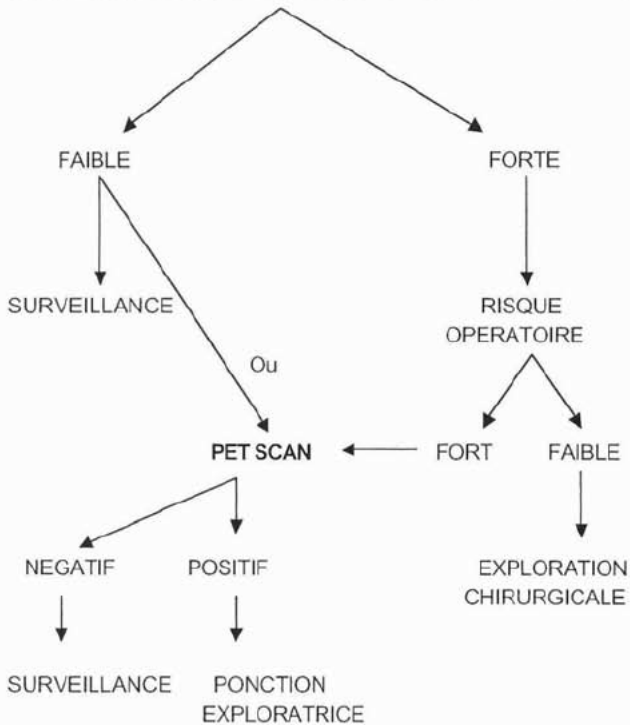 FAIBLE
FORTE
SURVEILLANCE
RISQUE
OPERATOIRE
Ou
PET SCAN
FORT
FAIBLE
NEGATIF
POSITIF
EXPLORATION
CHIRURGICALE
SURVEILLANCE
PONCTION
EXPLORATRICE